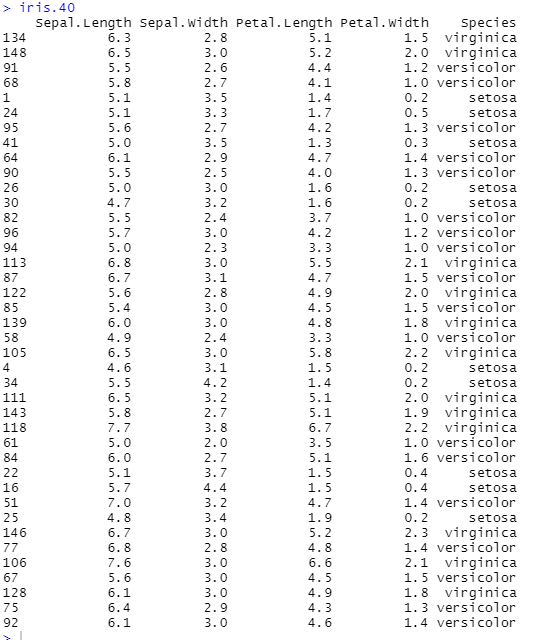 > iris.40
Sepal.Length Sepal.Width Petal.Length Petal.Width Species
134 6.3 2.8 5.1 1.5 virginica
148 6.5 3.0 5.2 2.0 virginica
91 5.5 2.6 4.4 1.2 versicolor
68 5.8 2.7 4.1 1.0 versicolor
1 5.1 3.5 1.4 0.2 setosa
24 5.1 3.3 1.7 0.5 setosa
95 5.6 2.7 4.2 1.3 versicolor
41 5.0 3.5 1.3 0.3 setosa
64 6.1 2.9 4.7 1.4 versicolor
90 5.5 2.5 4.0 1.3 versicolor
26 5.0 3.0 1.6 0.2 setosa
30 4.7 3.2 1.6 0.2 setosa
82 5.5 2.4 3.7 1.0 versicolor
96 5.7 3.0 4.2 1.2 versicolor
94 5.0 2.3 3.3 1.0 versicolor
113 6.8 3.0 5.5 2.1 virginica
87 6.7 3.1 4.7 1.5 versicolor
122 5.6 2.8 4.9 2.0 virginica
85 5.4 3.0 4.5 1.5 versicolor
139 6.0 3.0 4.8 1.8 virginica
58 4.9 2.4 3.3 1.0 versicolor
105 6.5 3.0 5.8 2.2 virginica
4 4.6 3.1 1.5 0.2 setosa
34 5.5 4.2 1.4 0.2 setosa
111 6.5 3.2 5.1 2.0 virginica
143 5.8 2.7 5.1 1.9 virginica
118 7.7 3.8 6.7 2.2 virginica
61 5.0 2.0 3.5 1.0 versicolor
84 6.0 2.7 5.1 1.6 versicolor
22 5.1 3.7 1.5 0.4 setosa
16 5.7 4.4 1.5 0.4 setosa
51 7.0 3.2 4.7 1.4 versicolor
25 4.8 3.4 1.9 0.2 setosa
146 6.7 3.0 5.2 2.3 virginica
77 6.8 2.8 4.8 1.4 versicolor
106 7.6 3.0 6.6 2.1 virginica
67 5.6 3.0 4.5 1.5 versicolor
128 6.1 3.0 4.9 1.8 virginica
75 6.4 2.9 4.3 1.3 versicolor
92 6.1 3.0 4.6 1.4 versicolor
>